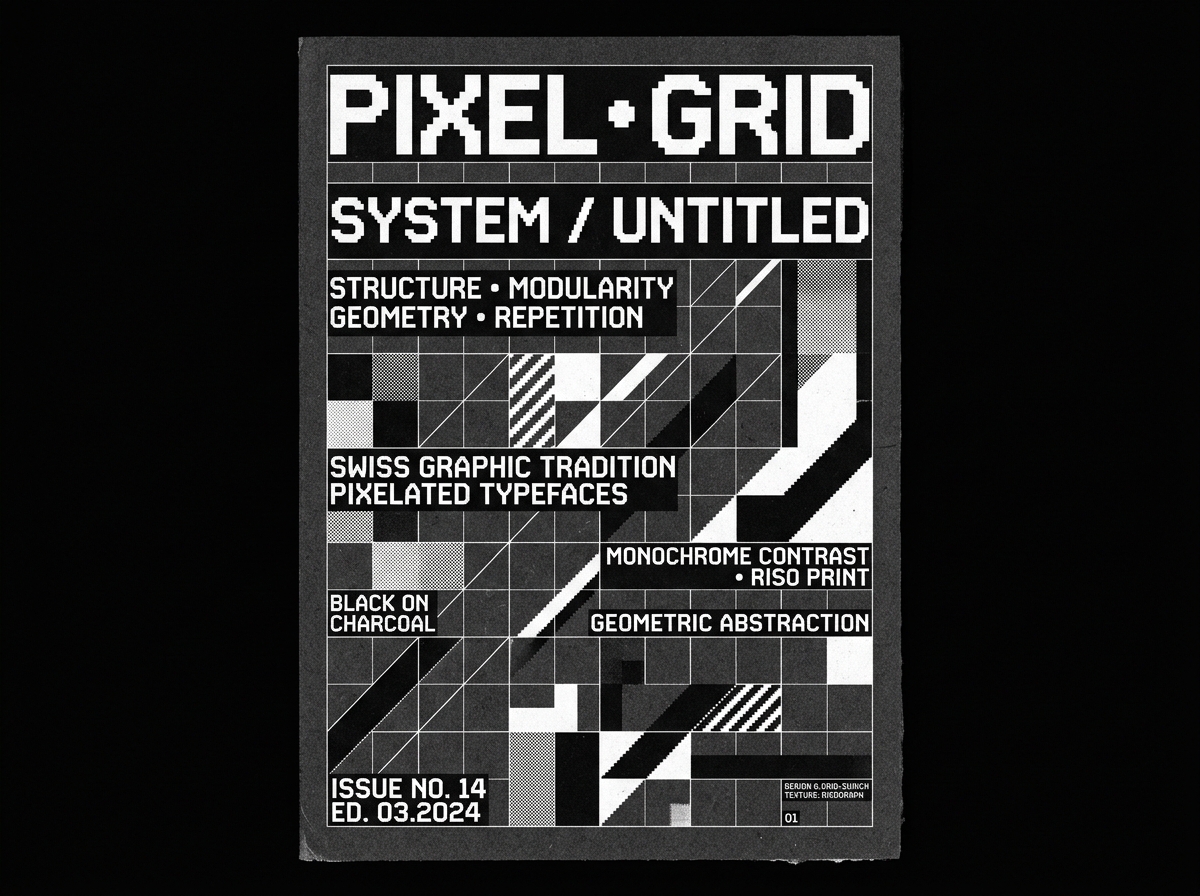 PIXEL • GRID
SYSTEM / UNTITLED
STRUCTURE • MODULARITY
GEOMETRY • REPETITION
SWISS GRAPHIC TRADITION
PIXELATED TYPEFACES
MONOCHROME CONTRAST
• RISO PRINT
BLACK ON
CHARCOAL
GEOMETRIC ABSTRACTION
ISSUE NO. 14
ED. 03.2024
TEXTURE:
01